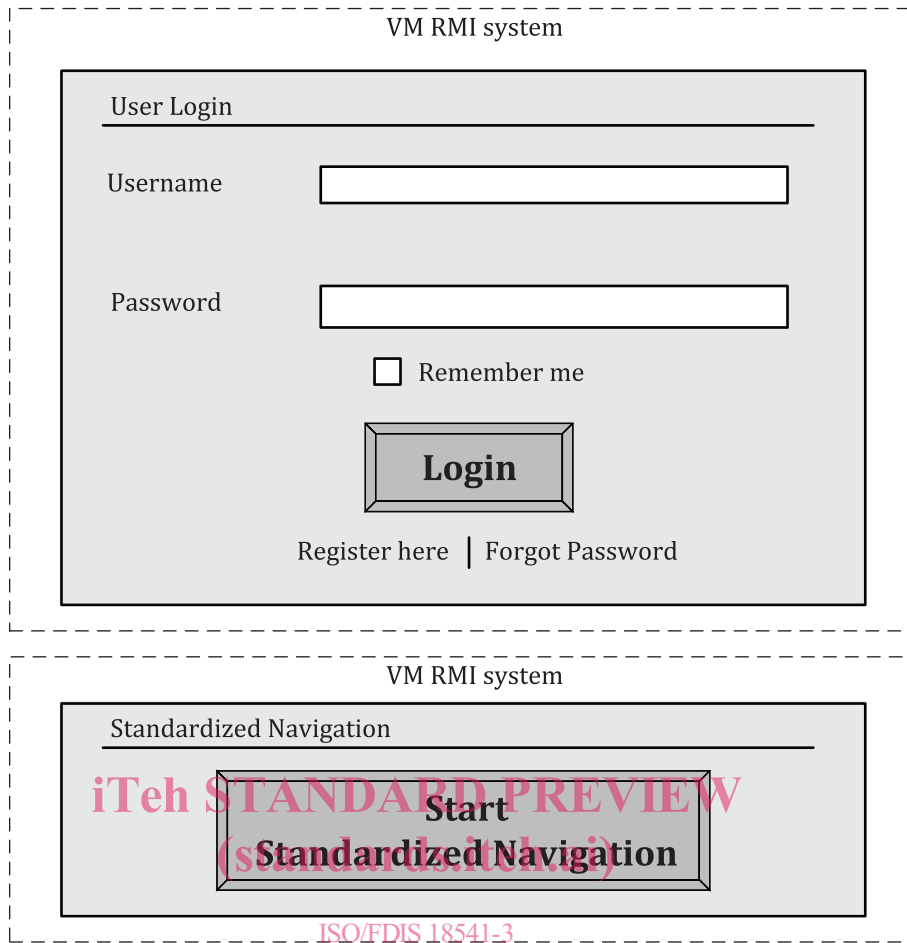 VM RMI system
User Login
Username
Password
Remember me
Login
Register here | Forgot Password
VM RMI system
Standardized Navigation
iTeh STANDARD PREVIEW
Start
(standards.iteh.ai)
Standardized Navigation
ISO/FDIS 18541-3